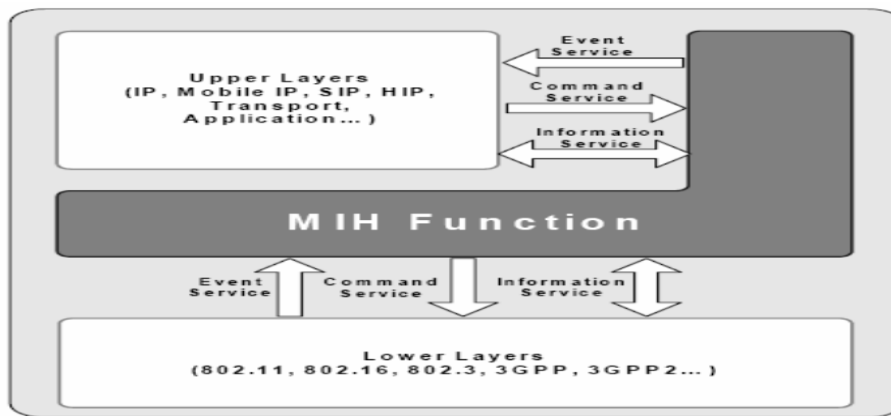 Upper Layers
(IP, Mobile IP, SIP, HIP,
Transport,
Application... )
Event
Service
Command
Service
Information
Service
MIH Function
Event
Service
Command
Service
Information
Service
Lower Layers
(802.11, 802.16, 802.3, 3GPP, 3GPP2... )